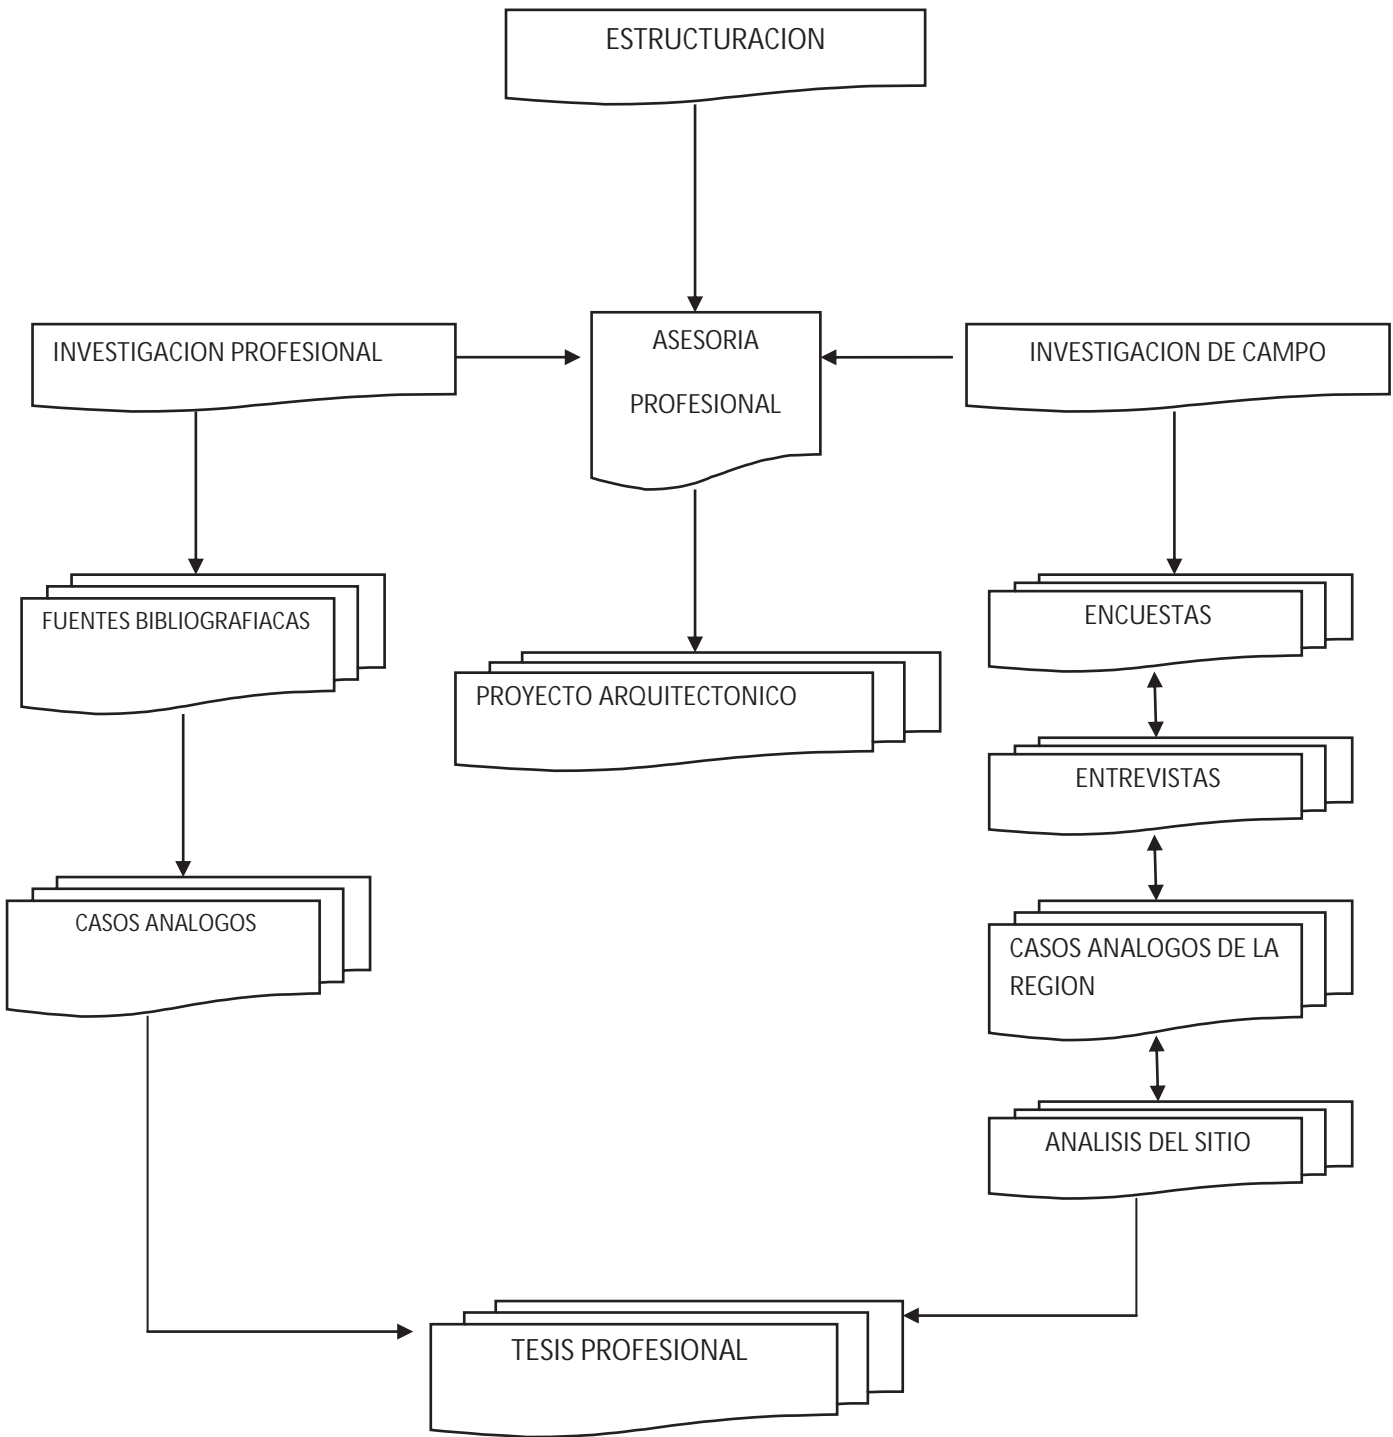 ESTRUCTURACION
INVESTIGACION PROFESIONAL
ASESORIA
PROFESIONAL
INVESTIGACION DE CAMPO
FUENTES BIBLIOGRAFIACAS
PROYECTO ARQUITECTONICO
ENCUESTAS
ENTREVISTAS
CASOS ANALOGOS
CASOS ANALOGOS DE LA
REGION
ANALISIS DEL SITIO
TESIS PROFESIONAL